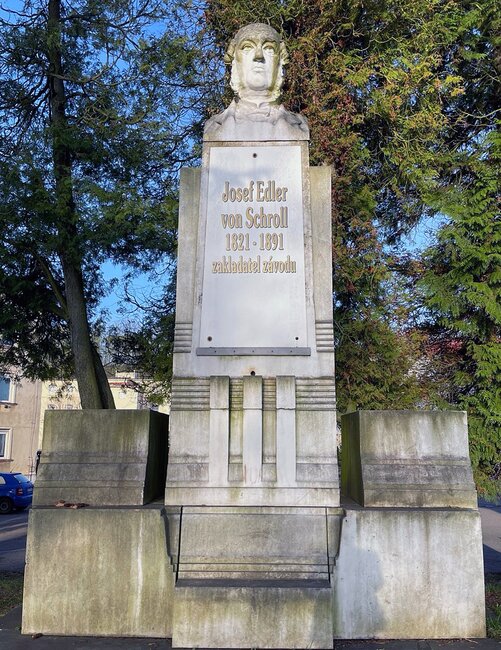 Josef Edler
von Schroll
1821 · 1891
zakladatel závodu